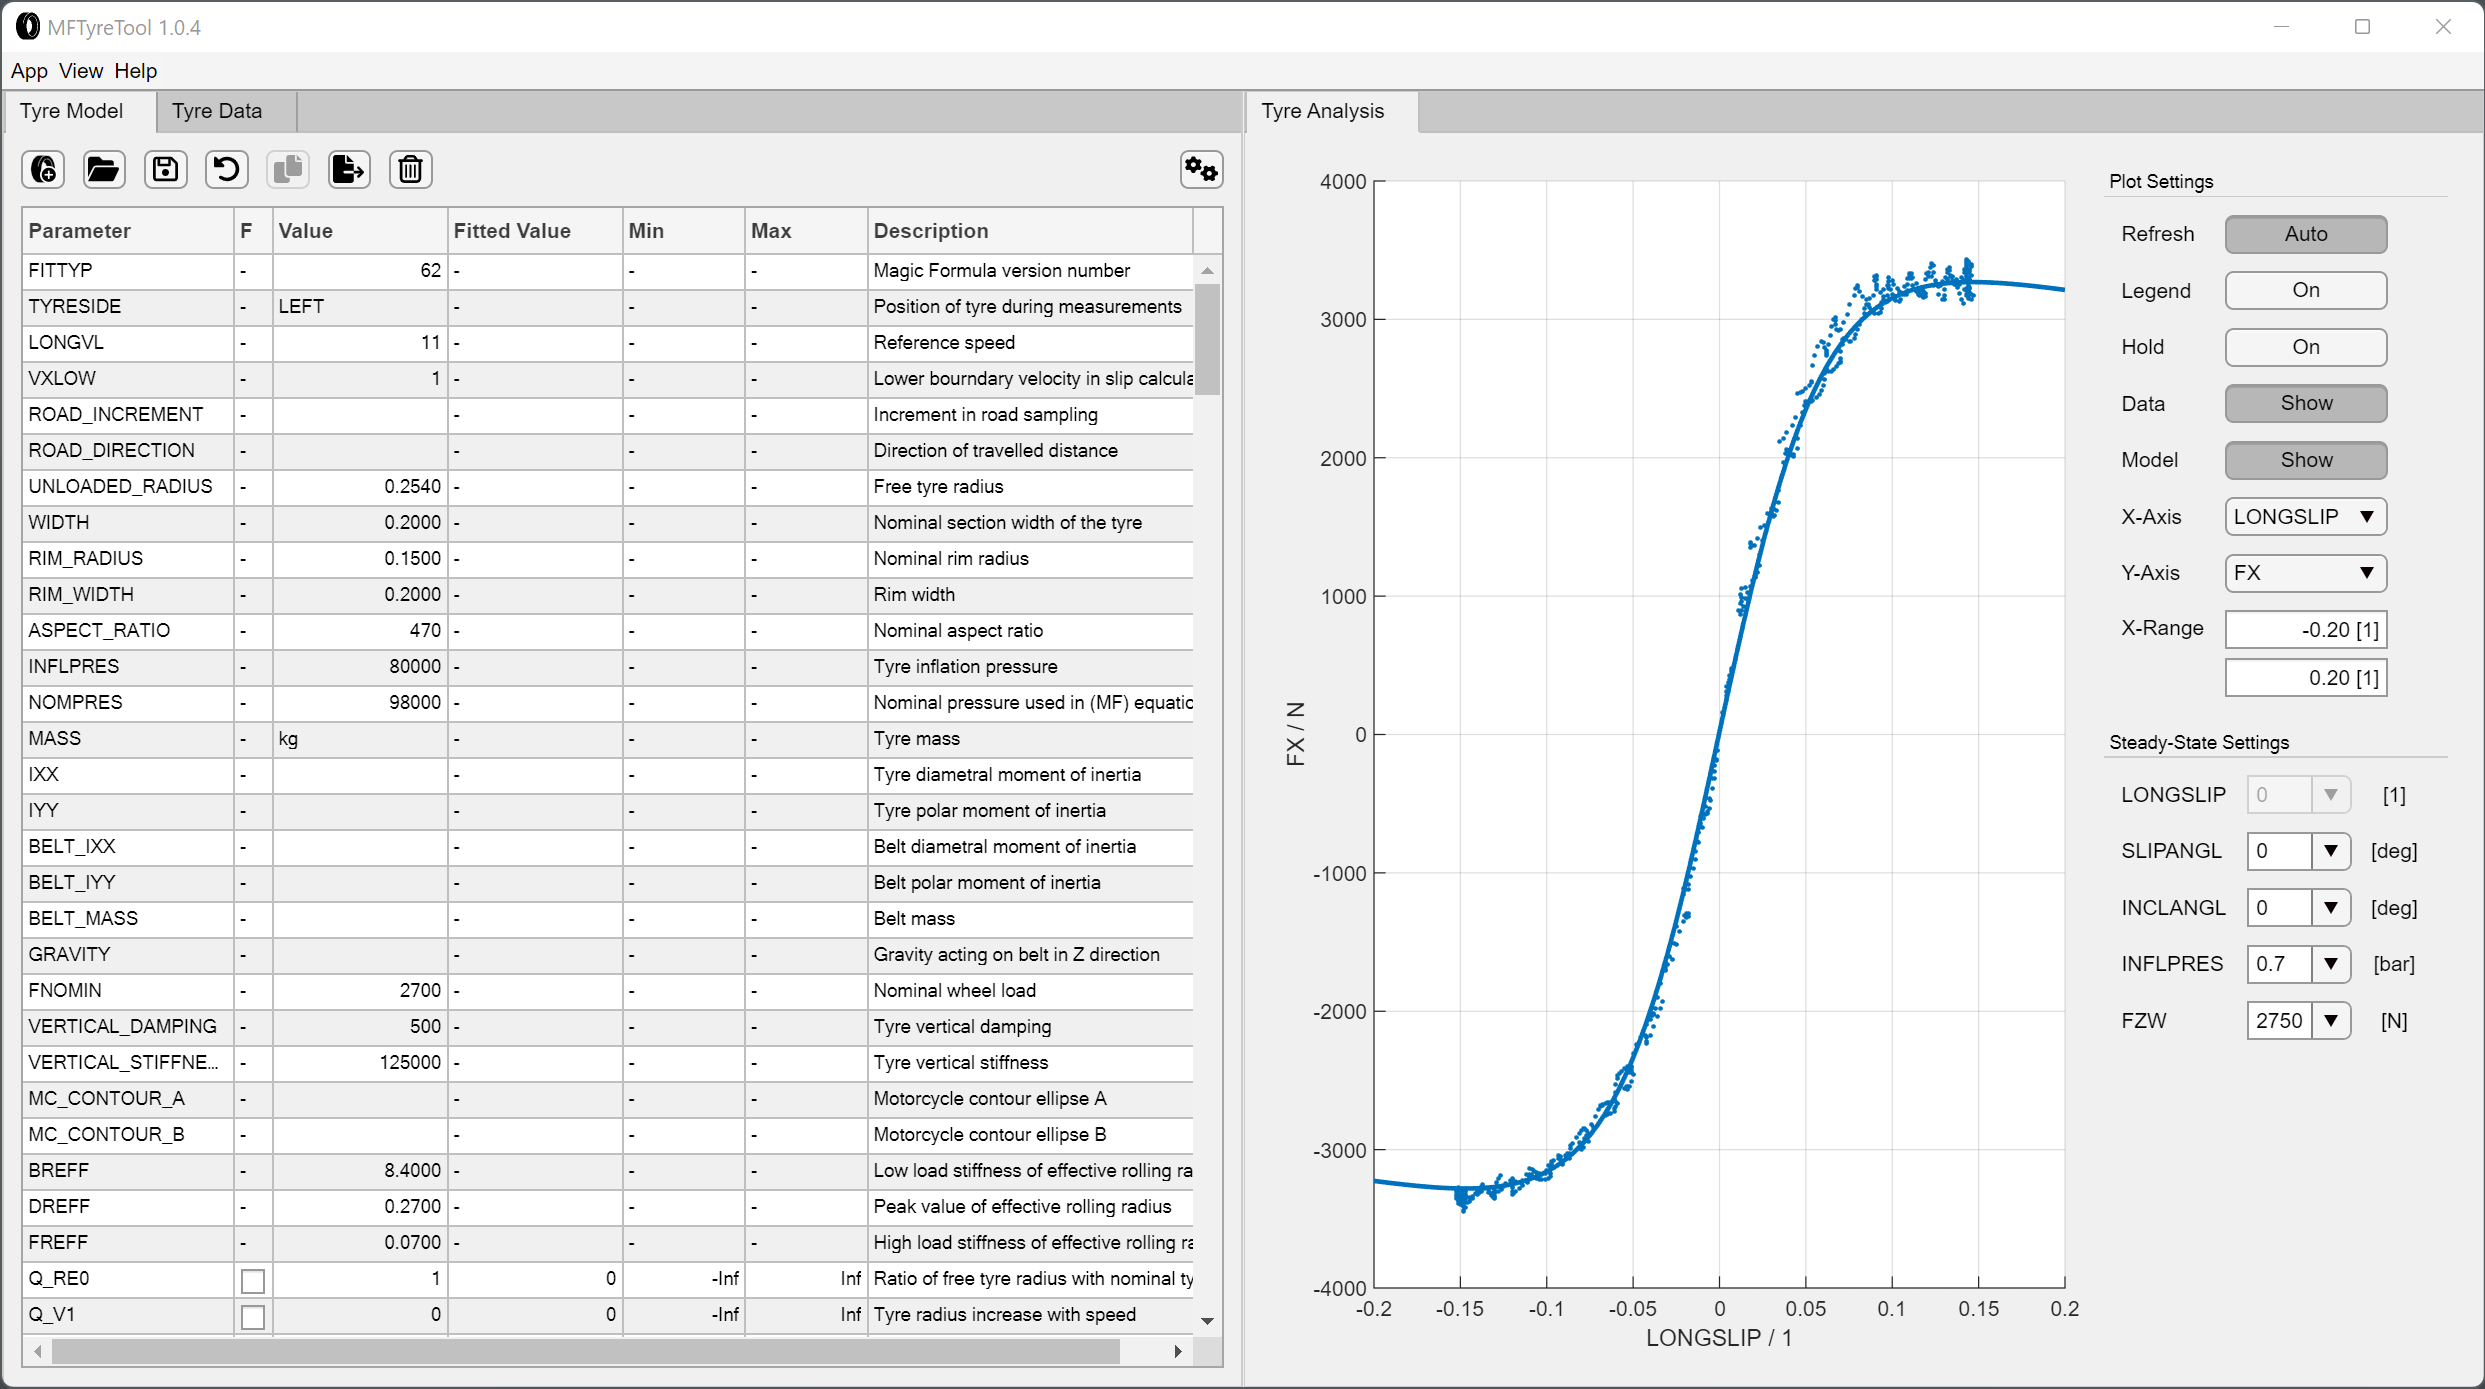 MFTyreTool 1.0.4
App View Help
Tyre Model Tyre Data
Parameter F Value Fitted Value Min Max Description
FITTYP - 62 - - - Magic Formula version number
TYRESIDE - LEFT - - - Position of tyre during measurements
LONGVL - 11 - - - Reference speed
VXLOW - 1 - - - Lower bourndary velocity in slip calcula
ROAD_INCREMENT - - - - Increment in road sampling
ROAD_DIRECTION - - - - Direction of travelled distance
UNLOADED_RADIUS - 0.2540 - - - Free tyre radius
WIDTH - 0.2000 - - - Nominal section width of the tyre
RIM_RADIUS - 0.1500 - - - Nominal rim radius
RIM_WIDTH - 0.2000 - - - Rim width
ASPECT_RATIO - 470 - - - Nominal aspect ratio
INFLPRES - 80000 - - - Tyre inflation pressure
NOMPRES - 98000 - - - Nominal pressure used in (MF) equatio
MASS - kg - - - Tyre mass
IXX - - - - Tyre diametral moment of inertia
IYY - - - - Tyre polar moment of inertia
BELT_IXX - - - - Belt diametral moment of inertia
BELT_IYY - - - - Belt polar moment of inertia
BELT_MASS - - - - Belt mass
GRAVITY - - - - Gravity acting on belt in Z direction
FNOMIN - 2700 - - - Nominal wheel load
VERTICAL_DAMPING - 500 - - - Tyre vertical damping
VERTICAL_STIFFNE... - 125000 - - - Tyre vertical stiffness
MC_CONTOUR_A - - - - Motorcycle contour ellipse A
MC_CONTOUR_B - - - - Motorcycle contour ellipse B
BREFF - 8.4000 - - - Low load stiffness of effective rolling ra
DREFF - 0.2700 - - - Peak value of effective rolling radius
FREFF - 0.0700 - - - High load stiffness of effective rolling ra
Q_RE0 1 0 -Inf Inf Ratio of free tyre radius with nominal ty
Q_V1 0 0 -Inf Inf Tyre radius increase with speed
Tyre Analysis
4000
3000
2000
1000
0
-1000
-2000
-3000
-4000
FX / N
-0.2 -0.15 -0.1 -0.05 0 0.05 0.1 0.15 0.2
LONGSLIP / 1
Plot Settings
Refresh Auto
Legend On
Hold On
Data Show
Model Show
X-Axis LONGSLIP
Y-Axis FX
X-Range -0.20 [1]
0.20 [1]
Steady-State Settings
LONGSLIP 0 [1]
SLIPANGL 0 [deg]
INCLANGL 0 [deg]
INFLPRES 0.7 [bar]
FZW 2750 [N]